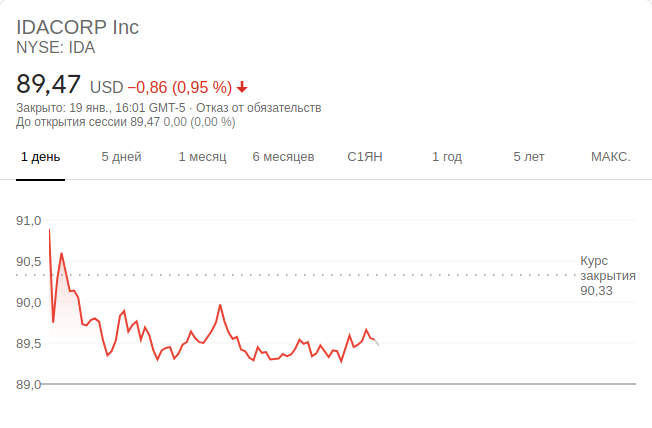 IDACORP Inc
NYSE: IDA
89,47 USD −0,86 (0,95 %)
Закрыто: 19 янв., 16:01 GMT-5 · Отказ от обязательств
До открытия сессии 89,47 0,00 (0,00 %)
1 день 5 дней 1 месяц 6 месяцев С1ЯН 1 год 5 лет МАКС.
91,0
90,5
90,0
89,5
89,0
Курс
закрытия
90,33